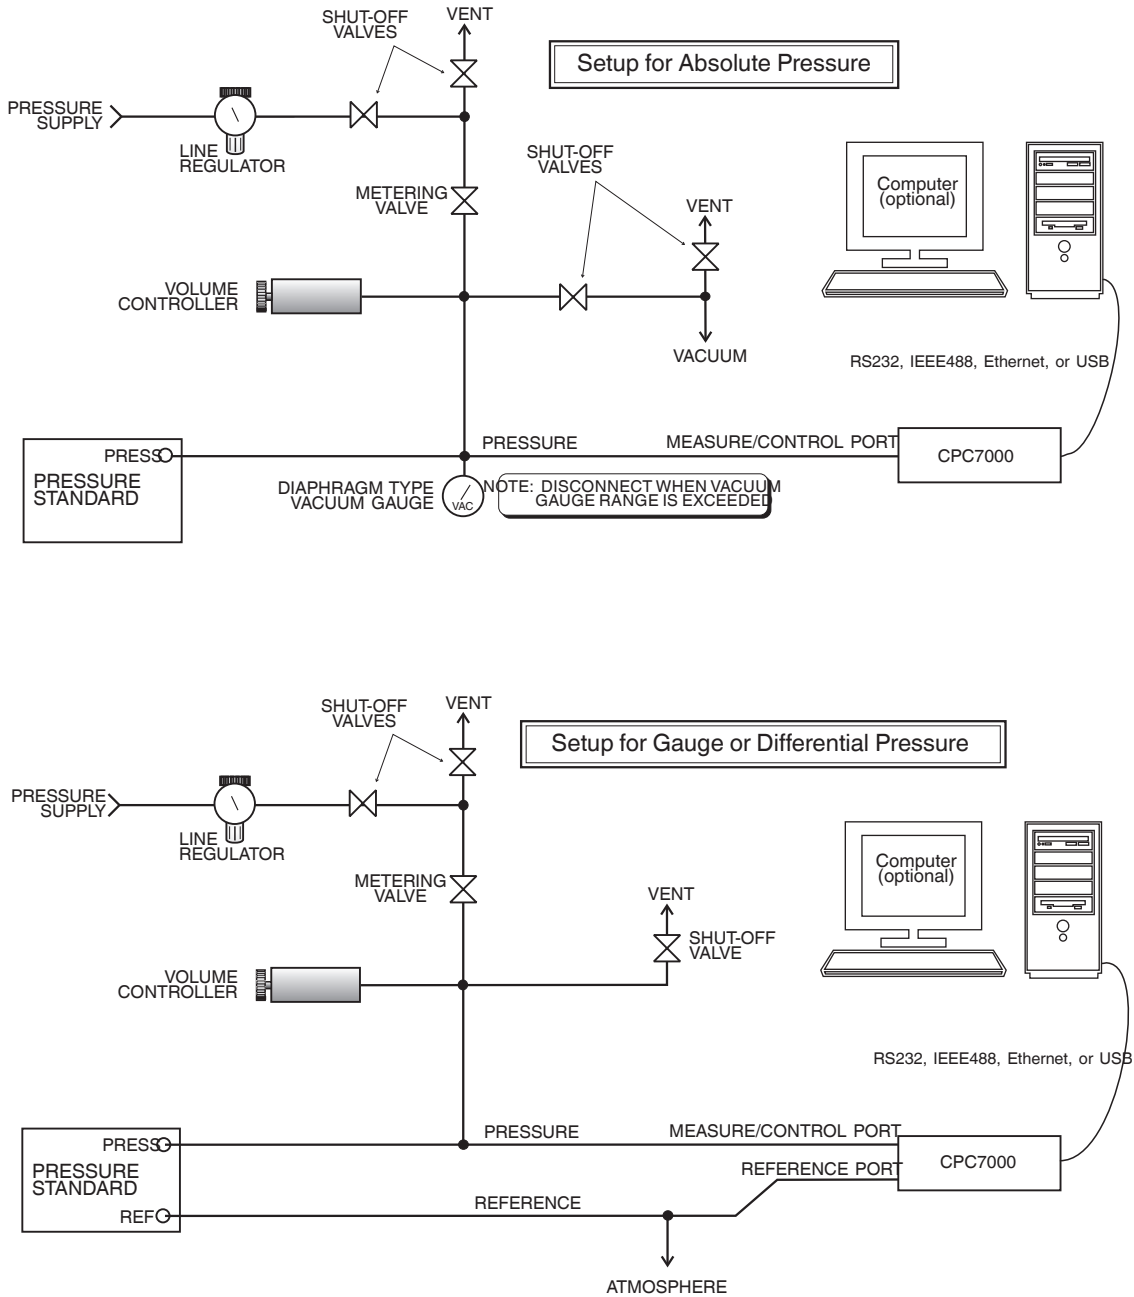 SHUT-OFF
VALVES
VENT
Setup for Absolute Pressure
PRESSURE
SUPPLY
LINE
REGULATOR
SHUT-OFF
VALVES
Computer
(optional)
METERING
VALVE
VENT
VOLUME
CONTROLLER
VACUUM
RS232, IEEE488, Ethernet, or USB
PRESS
PRESSURE
STANDARD
PRESSURE
MEASURE/CONTROL PORT
CPC7000
DIAPHRAGM TYPE
VACUUM GAUGE
VAC
NOTE: DISCONNECT WHEN VACUUM
GAUGE RANGE IS EXCEEDED
SHUT-OFF
VALVES
VENT
Setup for Gauge or Differential Pressure
PRESSURE
SUPPLY
LINE
REGULATOR
Computer
(optional)
METERING
VALVE
VENT
SHUT-OFF
VALVE
VOLUME
CONTROLLER
RS232, IEEE488, Ethernet, or USB
PRESS
PRESSURE
STANDARD
REF
PRESSURE
MEASURE/CONTROL PORT
REFERENCE PORT
CPC7000
REFERENCE
ATMOSPHERE